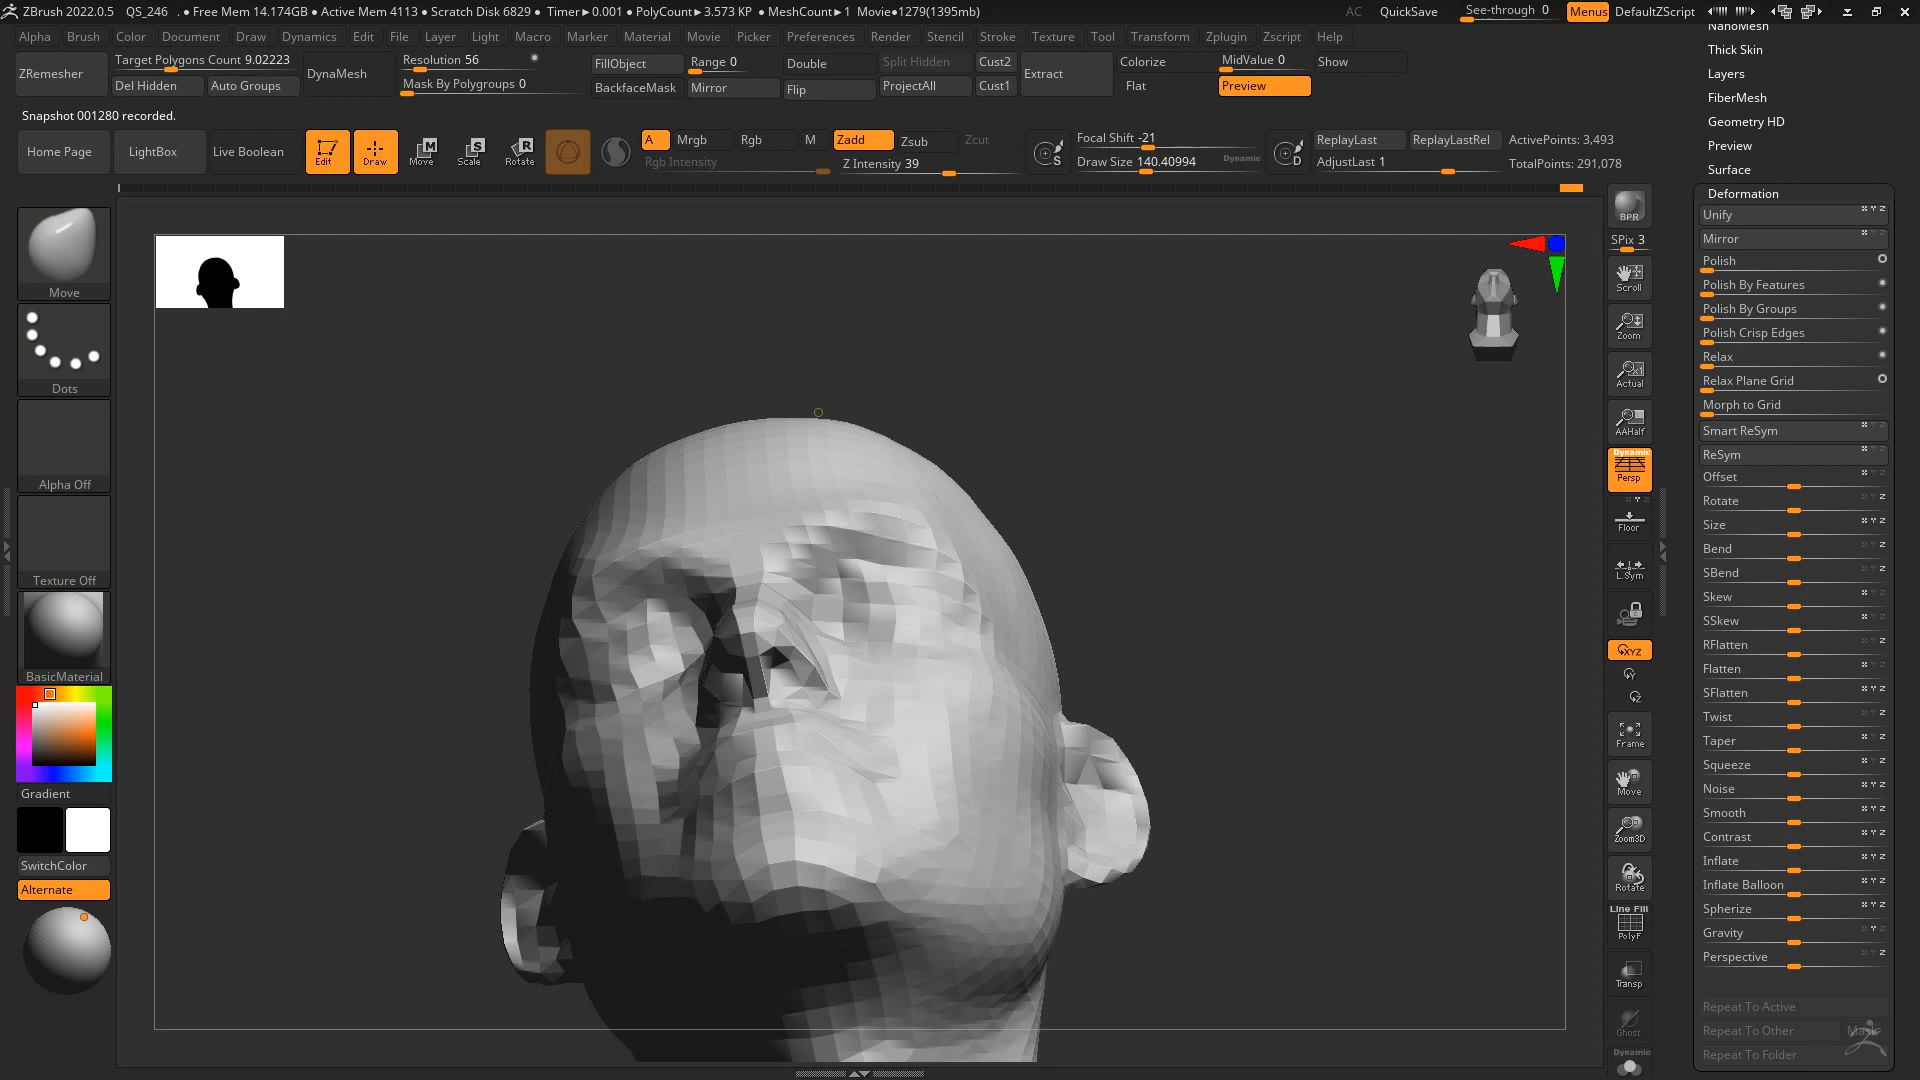 ZBrush 2022.0.5 QS_246 . • Free Mem 14.174GB • Active Mem 4113 • Scratch Disk 6829 • Timer▶0.001 • PolyCount▶3.573 KP • MeshCount▶1 Movie●1279(1395mb) AC QuickSave See-through 0 Menus DefaultZScript
Alpha Brush Color Document Draw Dynamics Edit File Layer Light Macro Marker Material Movie Picker Preferences Render Stencil Stroke Texture Tool Transform Zplugin Zscript Help
ZRemesher
Target Polygons Count 9.02223
Del Hidden Auto Groups
DynaMesh
Resolution 56
Mask By Polygroups 0
FillObject
BackfaceMask
Range 0
Mirror
Double
Flip
Split Hidden
ProjectAll
Cust2
Cust1
Extract
Colorize
Flat
MidValue 0
Preview
Show
Snapshot 001280 recorded.
Home Page LightBox Live Boolean
Edit Draw Move Scale Rotate
A Mrgb Rgb M Zadd Zsub Zcut
Rgb Intensity Z Intensity 39
S
Focal Shift -21
Draw Size 140.40994 Dynamic
D
ReplayLast ReplayLastRel ActivePoints: 3,493
AdjustLast 1 TotalPoints: 291,078
Move
Dots
Alpha Off
Texture Off
BasicMaterial
Gradient
SwitchColor
Alternate
BPR
SPix 3
Scroll
Zoom
Actual
AAHalf
Dynamic
Persp
Floor
L.Sym
XYZ
Y
Z
Frame
Move
Zoom3D
Rotate
Line Fill
PolyF
Transp
Ghost
Dynamic
NanoMesh
Thick Skin
Layers
FiberMesh
Geometry HD
Preview
Surface
Deformation
Unify
Mirror
Polish
Polish By Features
Polish By Groups
Polish Crisp Edges
Relax
Relax Plane Grid
Morph to Grid
Smart ReSym
ReSym
Offset
Rotate
Size
Bend
SBend
Skew
SSkew
RFlatten
Flatten
SFlatten
Twist
Taper
Squeeze
Noise
Smooth
Contrast
Inflate
Inflate Balloon
Spherize
Gravity
Perspective
Repeat To Active
Repeat To Other Mask
Repeat To Folder